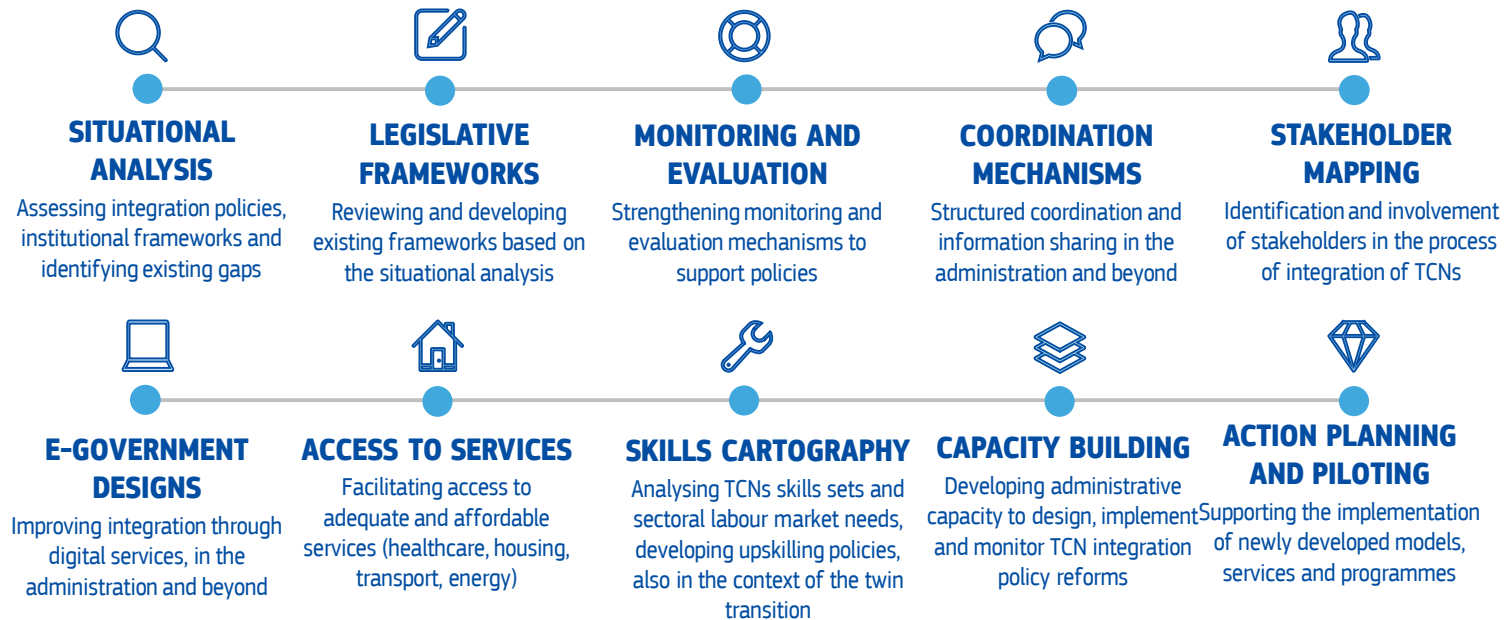 SITUATIONAL
ANALYSIS
Assessing integration policies,
institutional frameworks and
identifying existing gaps
LEGISLATIVE
FRAMEWORKS
Reviewing and developing
existing frameworks based on
the situational analysis
MONITORING AND
EVALUATION
Strengthening monitoring and
evaluation mechanisms to
support policies
COORDINATION
MECHANISMS
Structured coordination and
information sharing in the
administration and beyond
STAKEHOLDER
MAPPING
Identification and involvement
of stakeholders in the process
of integration of TCNs
E-GOVERNMENT
DESIGNS
Improving integration through
digital services, in the
administration and beyond
ACCESS TO SERVICES
Facilitating access to
adequate and affordable
services (healthcare, housing,
transport, energy)
SKILLS CARTOGRAPHY
Analysing TCNs skills sets and
sectoral labour market needs,
developing upskilling policies,
also in the context of the twin
transition
CAPACITY BUILDING
Developing administrative
capacity to design, implement
and monitor TCN integration
policy reforms
ACTION PLANNING
AND PILOTING
Supporting the implementation
of newly developed models,
services and programmes